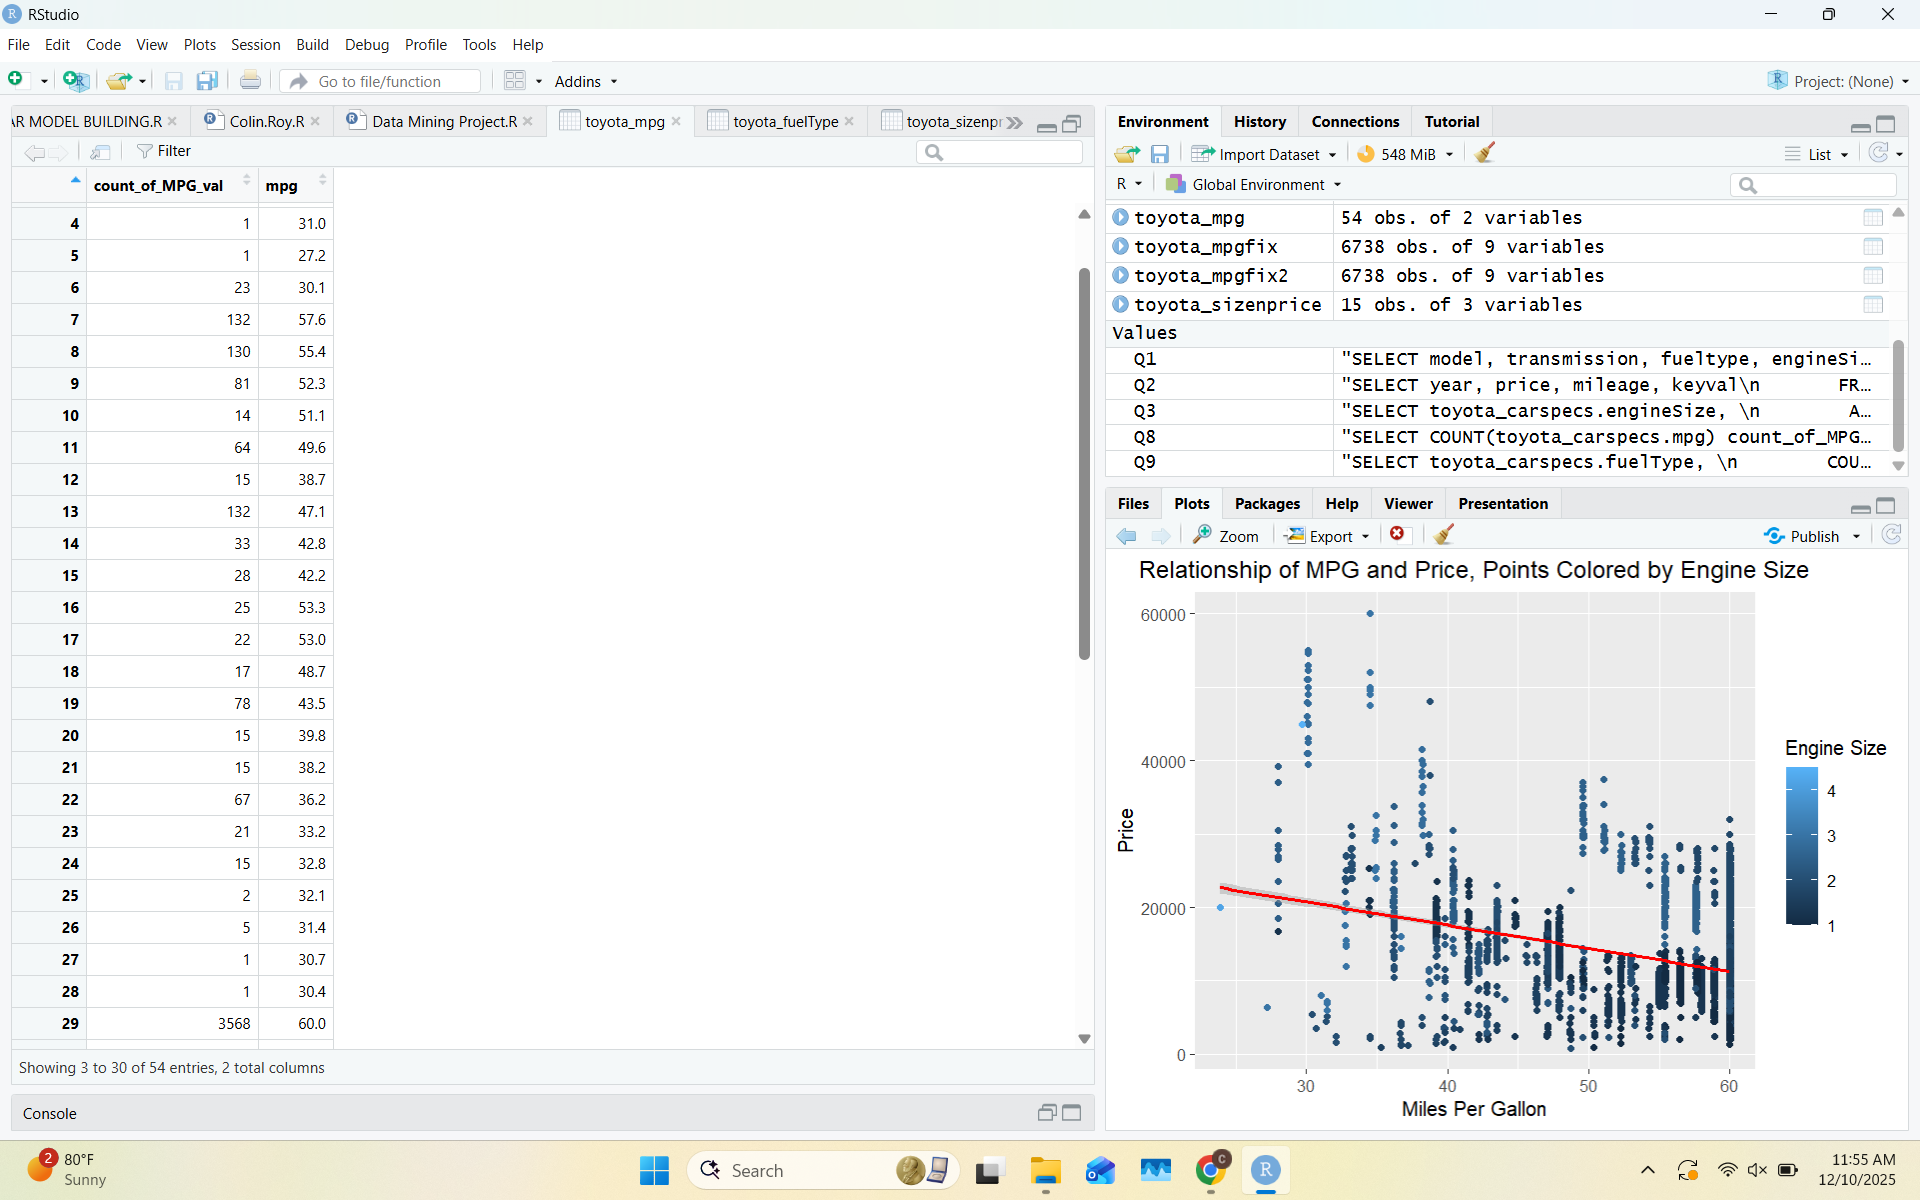 RStudio
File Edit Code View Plots Session Build Debug Profile Tools Help
Go to file/function Addins Project: (None)
AR MODEL BUILDING.R Colin.Roy.R Data Mining Project.R toyota_mpg toyota_fuelType toyota_sizenpr
Filter
count_of_MPG_val mpg
4 1 31.0
5 1 27.2
6 23 30.1
7 132 57.6
8 130 55.4
9 81 52.3
10 14 51.1
11 64 49.6
12 15 38.7
13 132 47.1
14 33 42.8
15 28 42.2
16 25 53.3
17 22 53.0
18 17 48.7
19 78 43.5
20 15 39.8
21 15 38.2
22 67 36.2
23 21 33.2
24 15 32.8
25 2 32.1
26 5 31.4
27 1 30.7
28 1 30.4
29 3568 60.0
Showing 3 to 30 of 54 entries, 2 total columns
Console
Environment History Connections Tutorial
Import Dataset 548 MiB List
R Global Environment
toyota_mpg 54 obs. of 2 variables
toyota_mpgfix 6738 obs. of 9 variables
toyota_mpgfix2 6738 obs. of 9 variables
toyota_sizenprice 15 obs. of 3 variables
Values
Q1 "SELECT model, transmission, fueltype, engineSi…
Q2 "SELECT year, price, mileage, keyval\n FR…
Q3 "SELECT toyota_carspecs.engineSize, \n A…
Q8 "SELECT COUNT(toyota_carspecs.mpg) count_of_MPG…
Q9 "SELECT toyota_carspecs.fuelType, \n COU…
Files Plots Packages Help Viewer Presentation
Zoom Export Publish
Relationship of MPG and Price, Points Colored by Engine Size
60000
40000
20000
0
Price
30 40 50 60
Miles Per Gallon
Engine Size
4
3
2
1
2
80°F
Sunny
Search
C
R
11:55 AM
12/10/2025